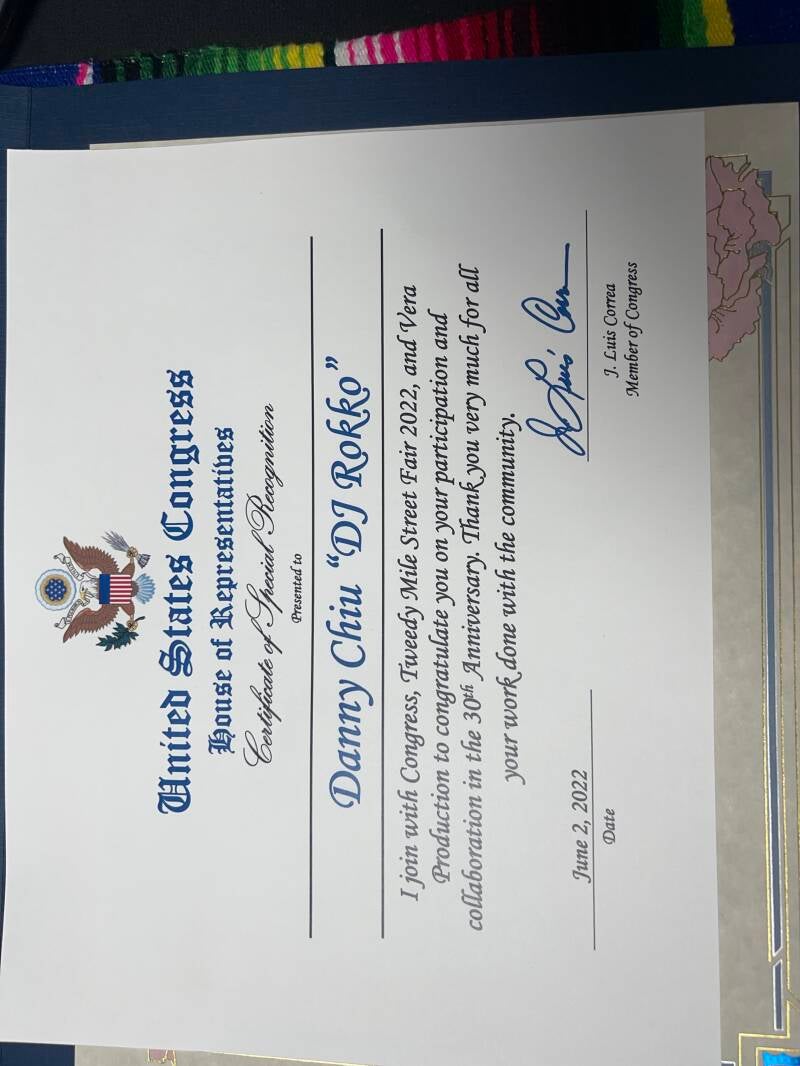 United States Congress
House of Representatives
Certificate of Special Recognition
Presented to
Danny Chiu “DJ Rokko”
I join with Congress, Tweedy Mile Street Fair 2022, and Vera
Production to congratulate you on your participation and
collaboration in the 30th Anniversary. Thank you very much for all
your work done with the community.
June 2, 2022
Date
J. Luis Correa
Member of Congress